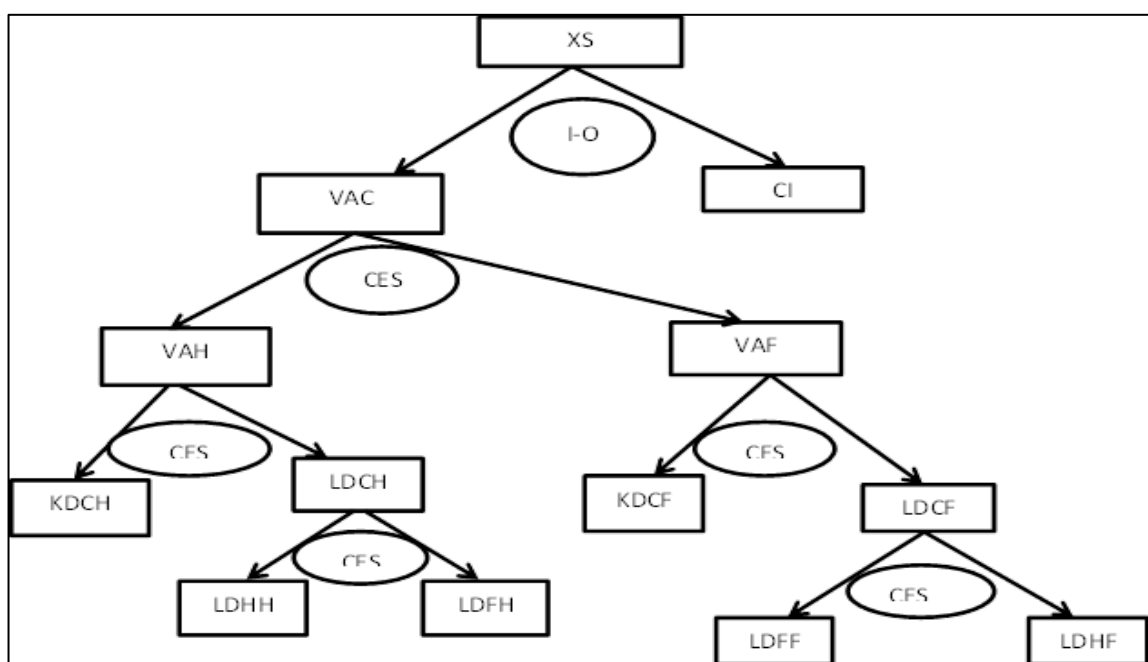 XS
I-O
VAC
CI
CES
VAH
VAF
CES
CES
KDCH
LDCH
KDCF
LDCF
CES
CES
LDHH
LDFH
LDFF
LDHF